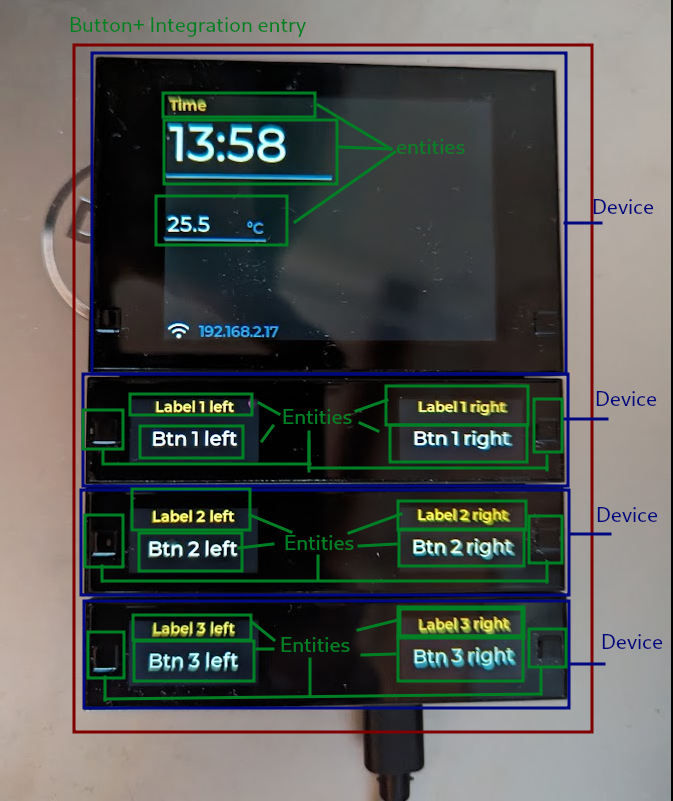 Button+ Integration entry
Time
13:58
entities
25.5 °C
Device
192.168.2.17
Label 1 left
Label 1 right
Device
Entities
Btn 1 left
Btn 1 right
Label 2 left
Label 2 right
Device
Entities
Btn 2 left
Btn 2 right
Label 3 left
Label 3 right
Entities
Device
Btn 3 left
Btn 3 right